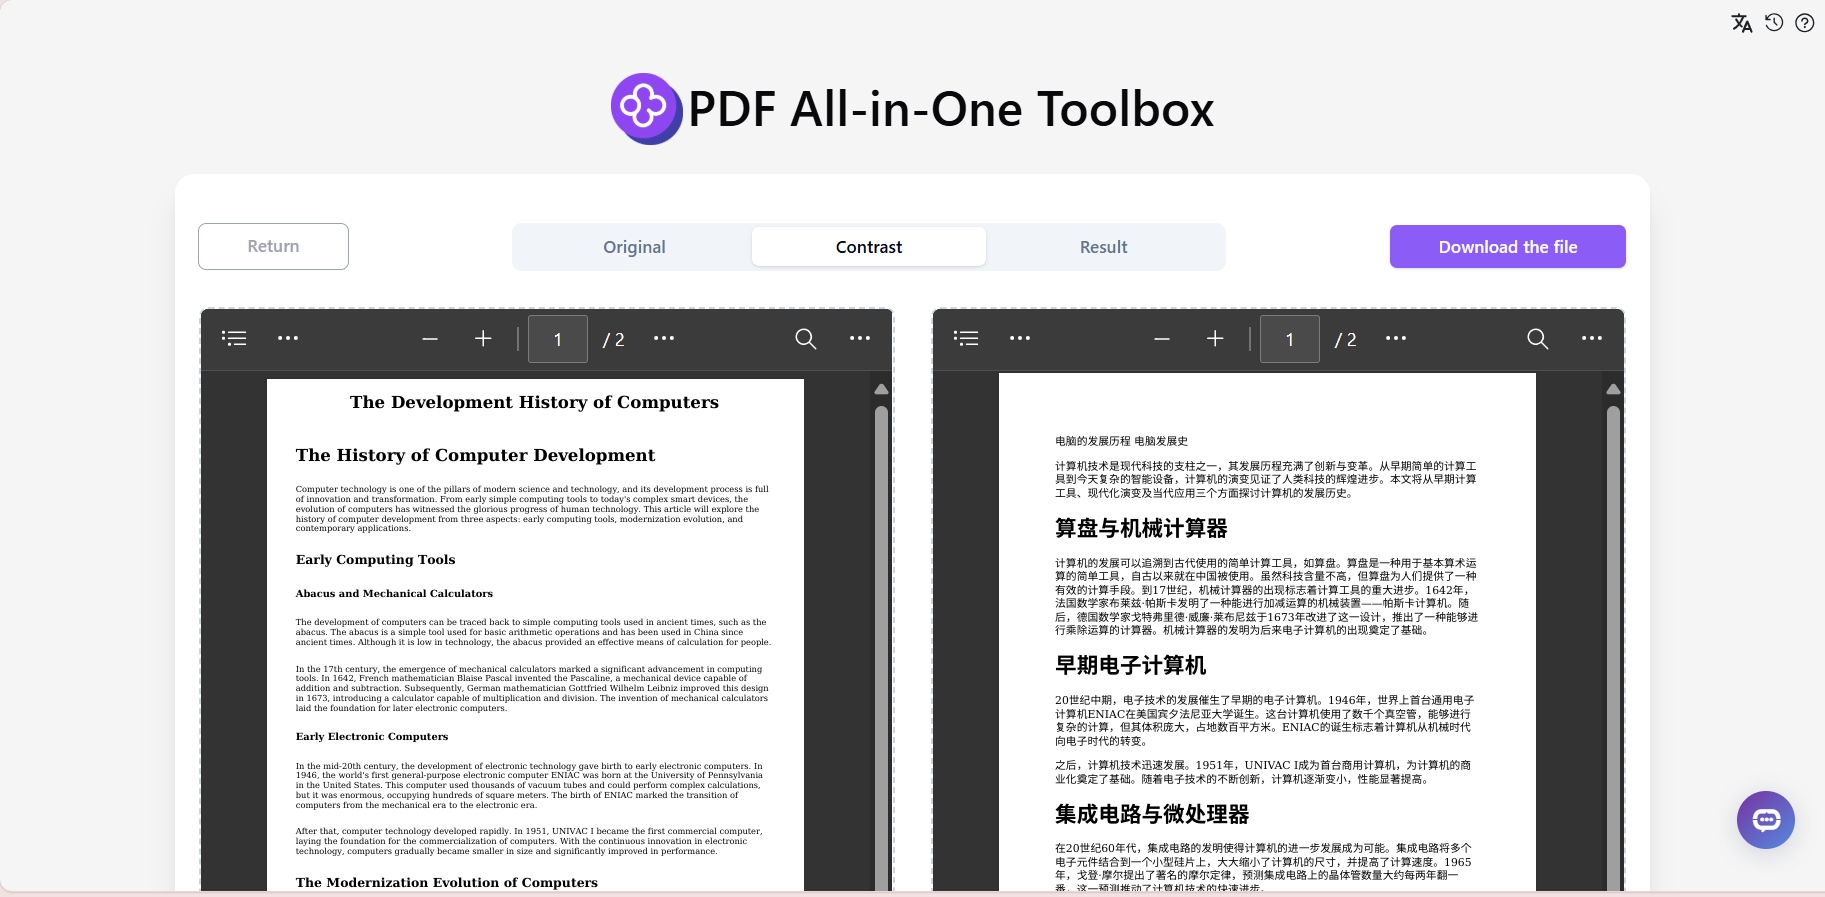 PDF All-in-One Toolbox
Return
Original
Contrast
Result
Download the file
1
/ 2
The Development History of Computers
The History of Computer Development
Computer technology is one of the pillars of modern science and technology, and its development process is full
of innovation and transformation. From early simple computing tools to today's complex smart devices, the
evolution of computers has witnessed the glorious progress of human technology. This article will explore the
history of computer development from three aspects: early computing tools, modernization evolution, and
contemporary applications.
Early Computing Tools
Abacus and Mechanical Calculators
The development of computers can be traced back to simple computing tools used in ancient times, such as the
abacus. The abacus is a simple tool used for basic arithmetic operations and has been used in China since
ancient times. Although it is low in technology, the abacus provided an effective means of calculation for people.
In the 17th century, the emergence of mechanical calculators marked a significant advancement in computing
tools. In 1642, French mathematician Blaise Pascal invented the Pascaline, a mechanical device capable of
addition and subtraction. Subsequently, German mathematician Gottfried Wilhelm Leibniz improved this design
in 1673, introducing a calculator capable of multiplication and division. The invention of mechanical calculators
laid the foundation for later electronic computers.
Early Electronic Computers
In the mid-20th century, the development of electronic technology gave birth to early electronic computers. In
1946, the world's first general-purpose electronic computer ENIAC was born at the University of Pennsylvania
in the United States. This computer used thousands of vacuum tubes and could perform complex calculations,
but it was enormous, occupying hundreds of square meters. The birth of ENIAC marked the transition of
computers from the mechanical era to the electronic era.
After that, computer technology developed rapidly. In 1951, UNIVAC I became the first commercial computer,
laying the foundation for the commercialization of computers. With the continuous innovation in electronic
technology, computers gradually became smaller in size and significantly improved in performance.
The Modernization Evolution of Computers
1
/ 2
电脑的发展历程 电脑发展史
计算机技术是现代科技的支柱之一，其发展历程充满了创新与变革。从早期简单的计算工
具到今天复杂的智能设备，计算机的演变见证了人类科技的辉煌进步。本文将从早期计算
工具、现代化演变及当代应用三个方面探讨计算机的发展历史。
算盘与机械计算器
计算机的发展可以追溯到古代使用的简单计算工具，如算盘。算盘是一种用于基本算术运
算的简单工具，自古以来就在中国被使用。虽然科技含量不高，但算盘为人们提供了一种
有效的计算手段。到17世纪，机械计算器的出现标志着计算工具的重大进步。1642年，
法国数学家布莱兹·帕斯卡发明了一种能进行加减运算的机械装置——帕斯卡计算机。随
后，德国数学家戈特弗里德·威廉·莱布尼兹于1673年改进了这一设计，推出了一种能够进
行乘除运算的计算器。机械计算器的发明为后来电子计算机的出现奠定了基础。
早期电子计算机
20世纪中期，电子技术的发展催生了早期的电子计算机。1946年，世界上首台通用电子
计算机ENIAC在美国宾夕法尼亚大学诞生。这台计算机使用了数千个真空管，能够进行
复杂的计算，但其体积庞大，占地数百平方米。ENIAC的诞生标志着计算机从机械时代
向电子时代的转变。
之后，计算机技术迅速发展。1951年，UNIVAC I成为首台商用计算机，为计算机的商
业化奠定了基础。随着电子技术的不断创新，计算机逐渐变小，性能显著提高。
集成电路与微处理器
在20世纪60年代，集成电路的发明使得计算机的进一步发展成为可能。集成电路将多个
电子元件结合到一个小型硅片上，大大缩小了计算机的尺寸，并提高了计算速度。1965
年，戈登·摩尔提出了著名的摩尔定律，预测集成电路上的晶体管数量大约每两年翻一
番，这一预测推动了计算机技术的快速进步。